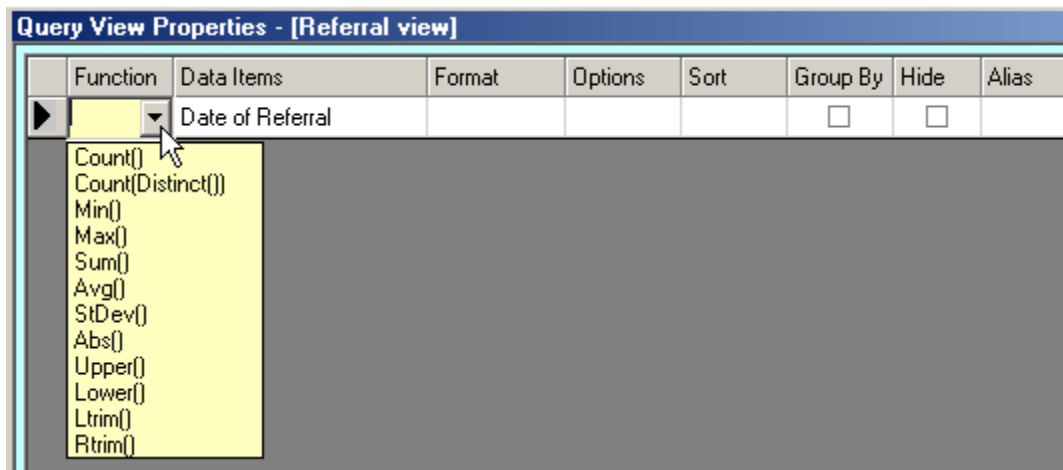 Query View Properties - [Referral view]
Function Data Items Format Options Sort Group By Hide Alias
Date of Referral
Count()
Count(Distinct())
Min()
Max()
Sum()
Avg()
StDev()
Abs()
Upper()
Lower()
Ltrim()
Rtrim()